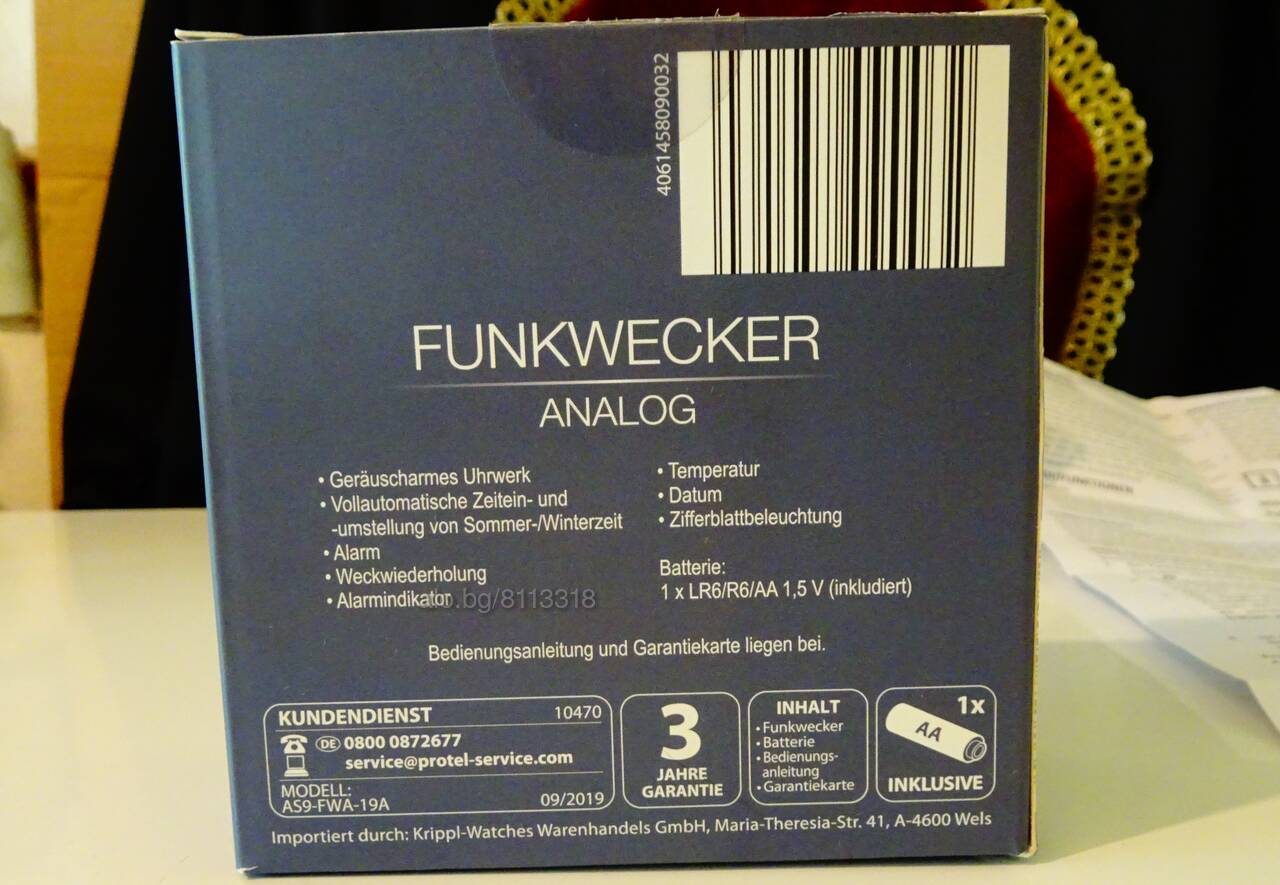 4061458090032
FUNKWECKER
ANALOG
• Geräuscharmes Uhrwerk
• Vollautomatische Zeitein- und
-umstellung von Sommer-/Winterzeit
• Alarm
• Weckwiederholung
• Alarmindikator
• Temperatur
• Datum
• Zifferblattbeleuchtung
Batterie:
1 x LR6/R6/AA 1,5 V (inkludiert)
.bg/8113318
Bedienungsanleitung und Garantiekarte liegen bei.
KUNDENDIENST 10470
DE 0800 0872677
service@protel-service.com
MODELL:
AS9-FWA-19A 09/2019
3
JAHRE
GARANTIE
INHALT
• Funkwecker
• Batterie
• Bedienungs-
anleitung
• Garantiekarte
1x
AA
INKLUSIVE
Importiert durch: Krippl-Watches Warenhandels GmbH, Maria-Theresia-Str. 41, A-4600 Wels